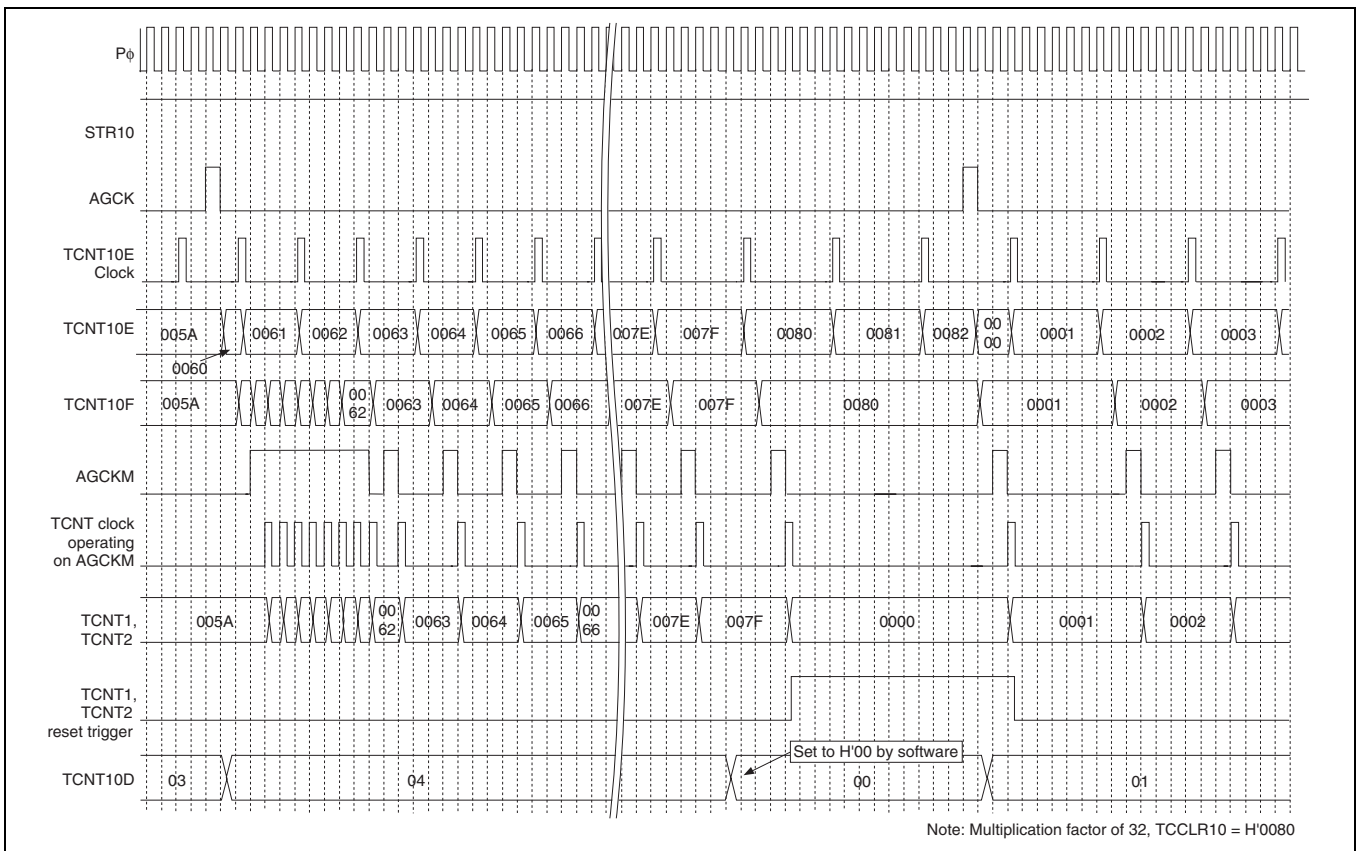 Pϕ
STR10
AGCK
TCNT10E
Clock
TCNT10E
005A 0061 0062 0063 0064 0065 0066 007E 007F 0080 0081 0082 00 0001 0002 0003
00
0060
TCNT10F
005A 00 0063 0064 0065 0066 007E 007F 0080 0001 0002 0003
62
AGCKM
TCNT clock
operating
on AGCKM
TCNT1,
TCNT2
005A 00 0063 0064 0065 00 007E 007F 0000 0001 0002
62 66
TCNT1,
TCNT2
reset trigger
Set to H'00 by software
TCNT10D
03 04 00 01
Note: Multiplication factor of 32, TCCLR10 = H'0080